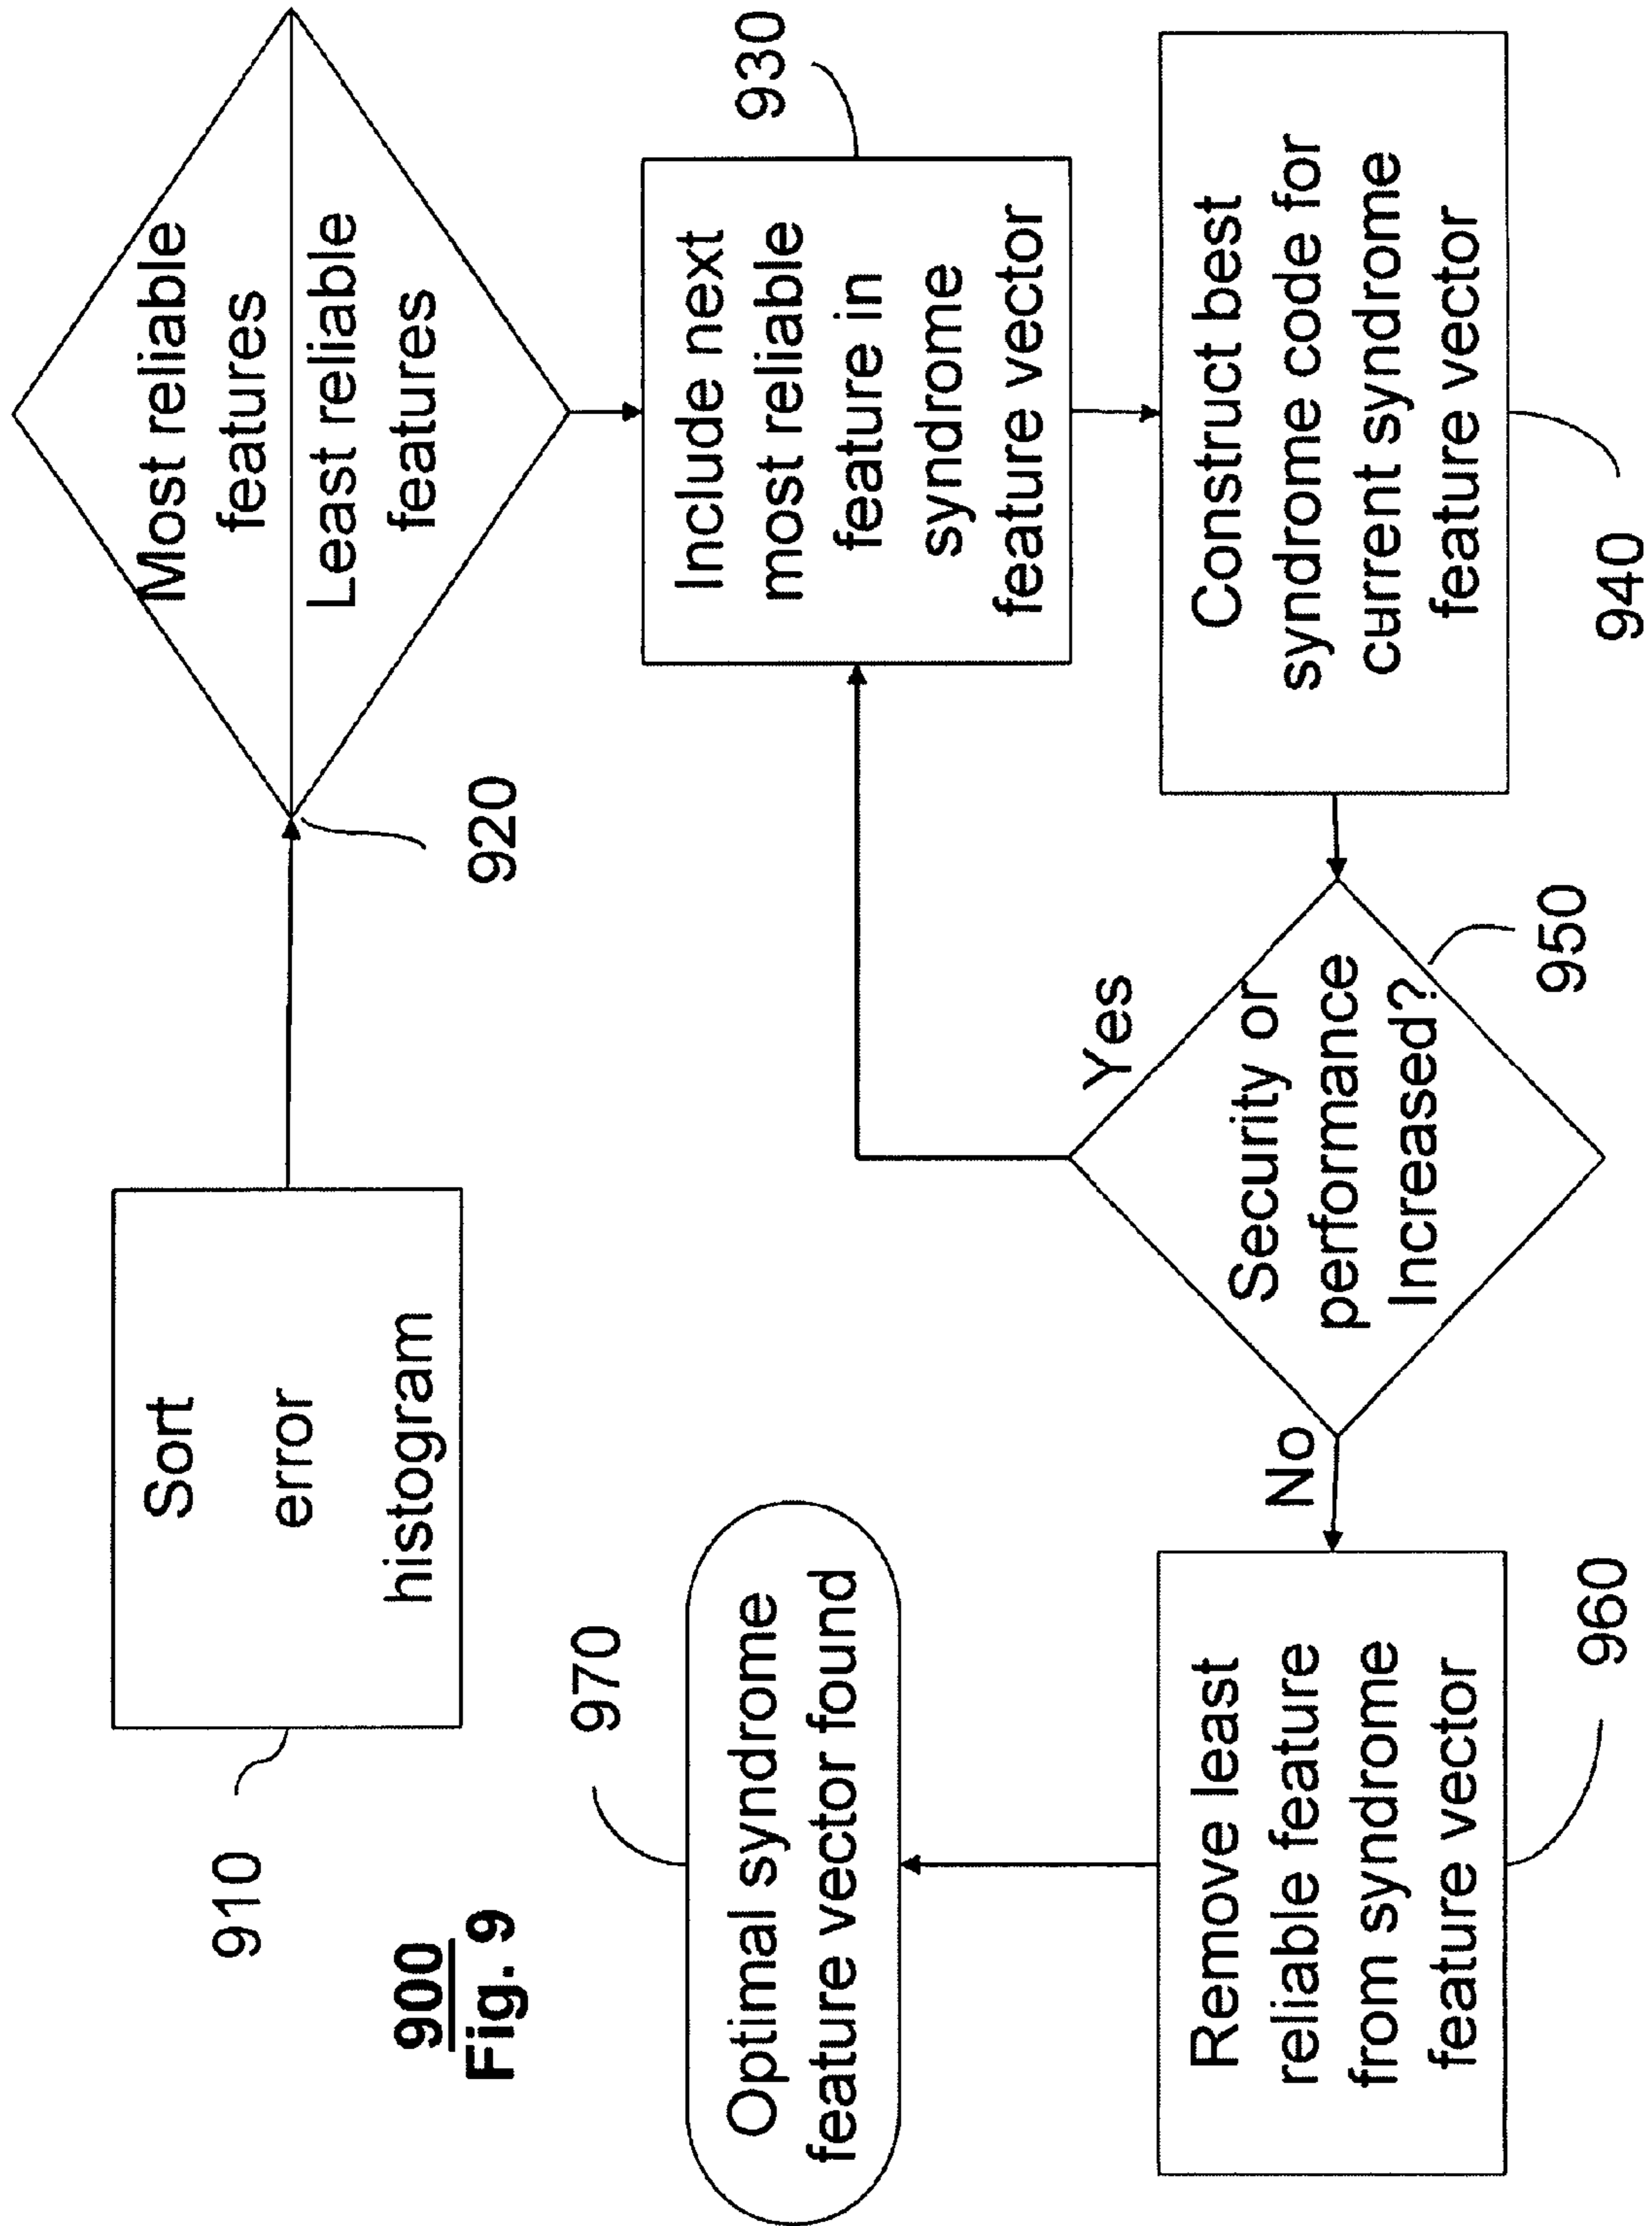 Sort
error
histogram
910
Most reliable
features
Least reliable
features
920
Include next
most reliable
feature in
syndrome
feature vector
930
Construct best
syndrome code for
current syndrome
feature vector
940
Security or
performance
Increased?
950
Yes
No
Remove least
reliable feature
from syndrome
feature vector
960
Optimal syndrome
feature vector found
970
900
Fig. 9